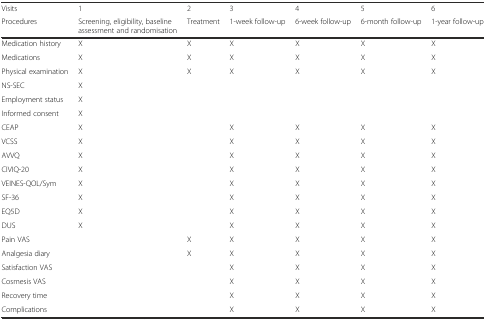 Visits 1 2 3 4 5 6
Procedures Screening, eligibility, baseline Treatment 1-week follow-up 6-week follow-up 6-month follow-up 1-year follow-up
assessment and randomisation
Medication history X X X X X X
Medications X X X X X X
Physical examination X X X X X X
NS-SEC X
Employment status X
Informed consent X
CEAP X X X X X
VCSS X X X X X
AVVQ X X X X X
CIVIQ-20 X X X X X
VEINES-QOL/Sym X X X X X
SF-36 X X X X X
EQ5D X X X X X
DUS X X X X X
Pain VAS X X X X X
Analgesia diary X X X X X
Satisfaction VAS X X X X
Cosmesis VAS X X X X
Recovery time X X X X
Complications X X X X